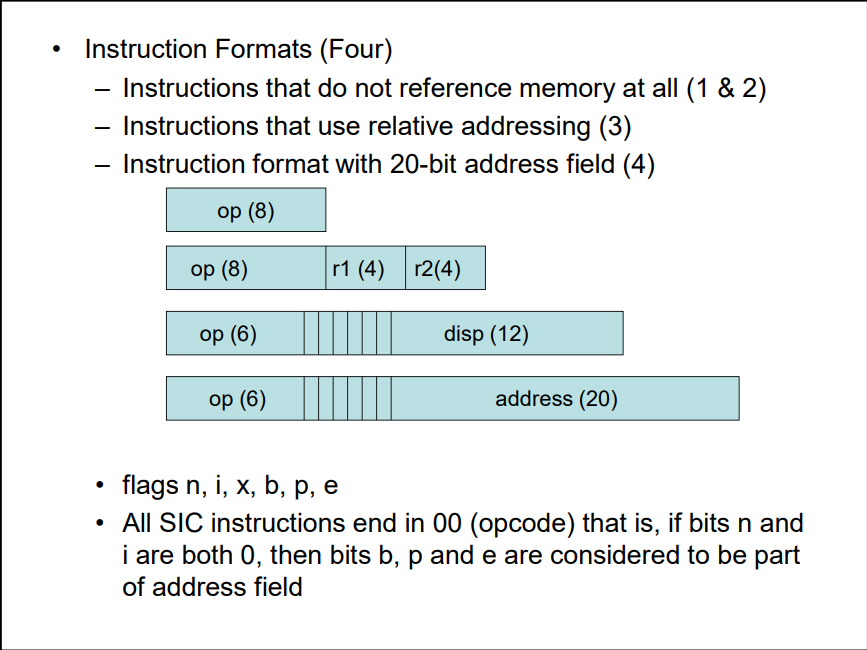 • Instruction Formats (Four)
– Instructions that do not reference memory at all (1 & 2)
– Instructions that use relative addressing (3)
– Instruction format with 20-bit address field (4)
op (8)
op (8) r1 (4) r2(4)
op (6) disp (12)
op (6) address (20)
• flags n, i, x, b, p, e
• All SIC instructions end in 00 (opcode) that is, if bits n and
i are both 0, then bits b, p and e are considered to be part
of address field